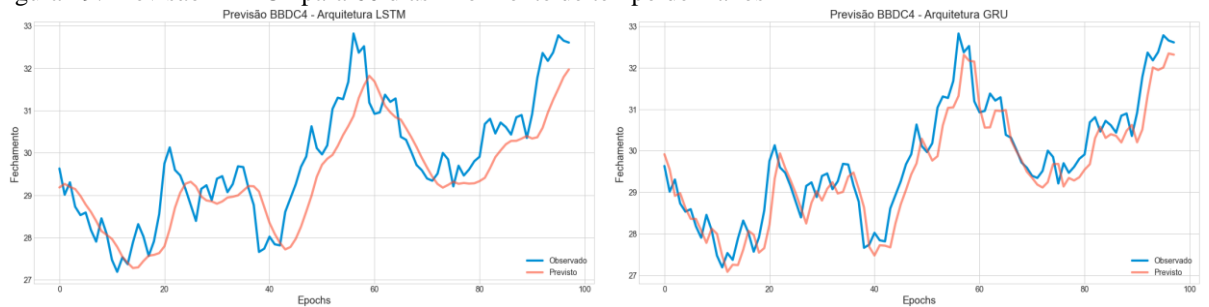 Previsão BBDC4 - Arquitetura LSTM
33
32
31
30
29
28
27
Fechamento
0
20
40
60
80
100
Epochs
Observado
Previsto
Previsão BBDC4 - Arquitetura GRU
33
32
31
30
29
28
27
Fechamento
0
20
40
60
80
100
Epochs
Observado
Previsto